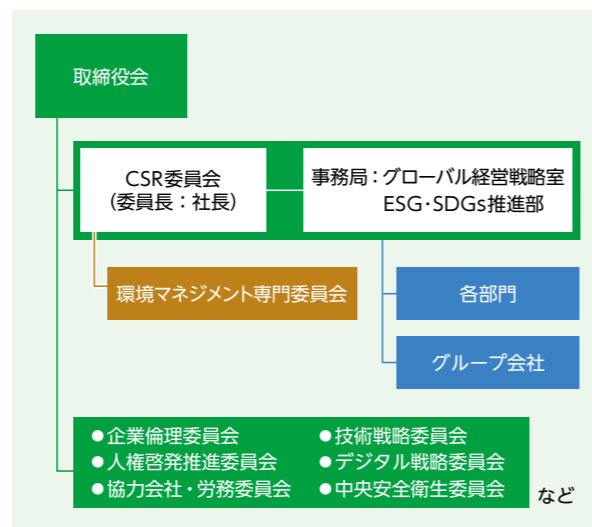 取締役会
CSR委員会
(委員長：社長)
事務局：グローバル経営戦略室
ESG・SDGs推進部
環境マネジメント専門委員会
各部門
グループ会社
●企業倫理委員会
●人権啓発推進委員会
●協力会社・労務委員会
●技術戦略委員会
●デジタル戦略委員会
●中央安全衛生委員会
など